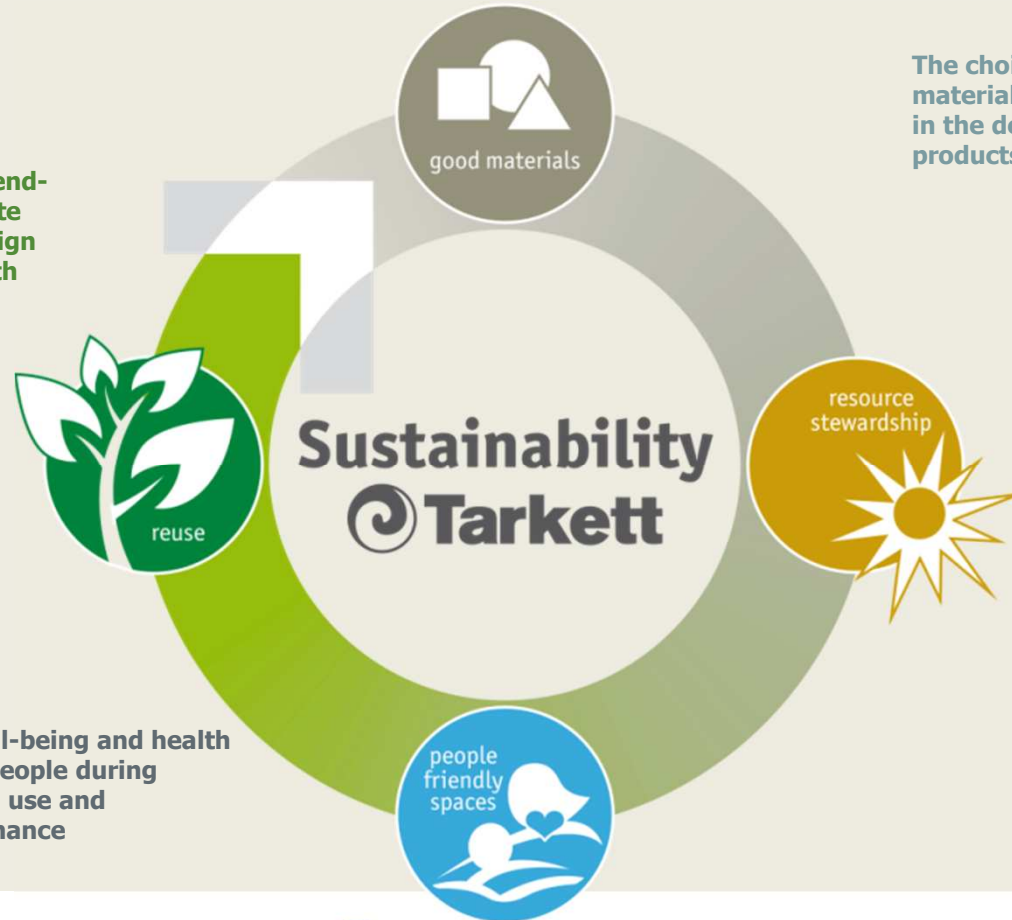 good materials
The choi
material
in the de
products
end-
te
ign
th
resource
stewardship
Sustainability
Tarkett
reuse
l-being and health
eople during
use and
nance
people
friendly
spaces